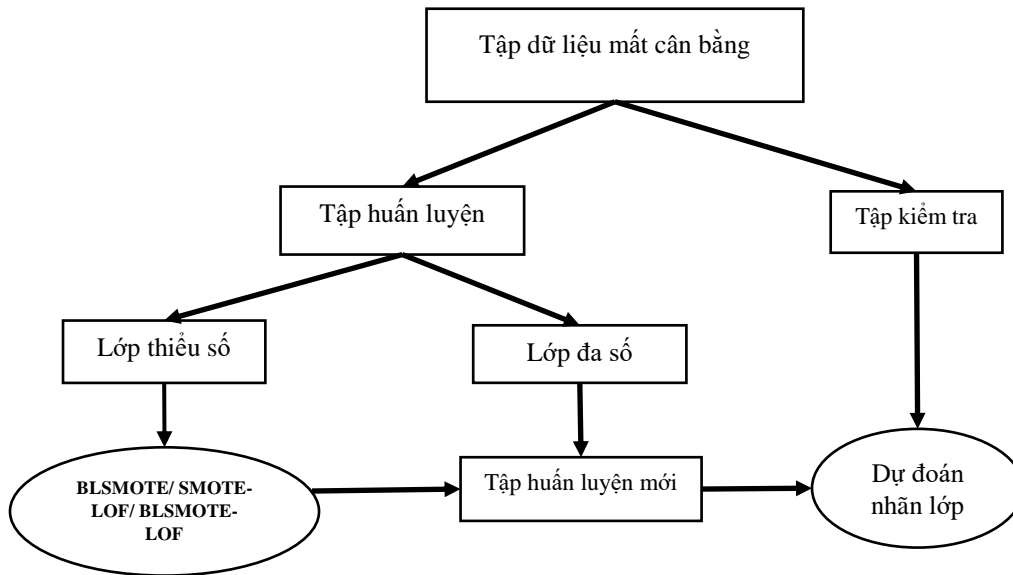 Tập dữ liệu mất cân bằng
Tập huấn luyện
Tập kiểm tra
Lớp thiểu số
Lớp đa số
BLSMOTE/ SMOTE-
LOF/ BLSMOTE-
LOF
Tập huấn luyện mới
Dự đoán
nhãn lớp